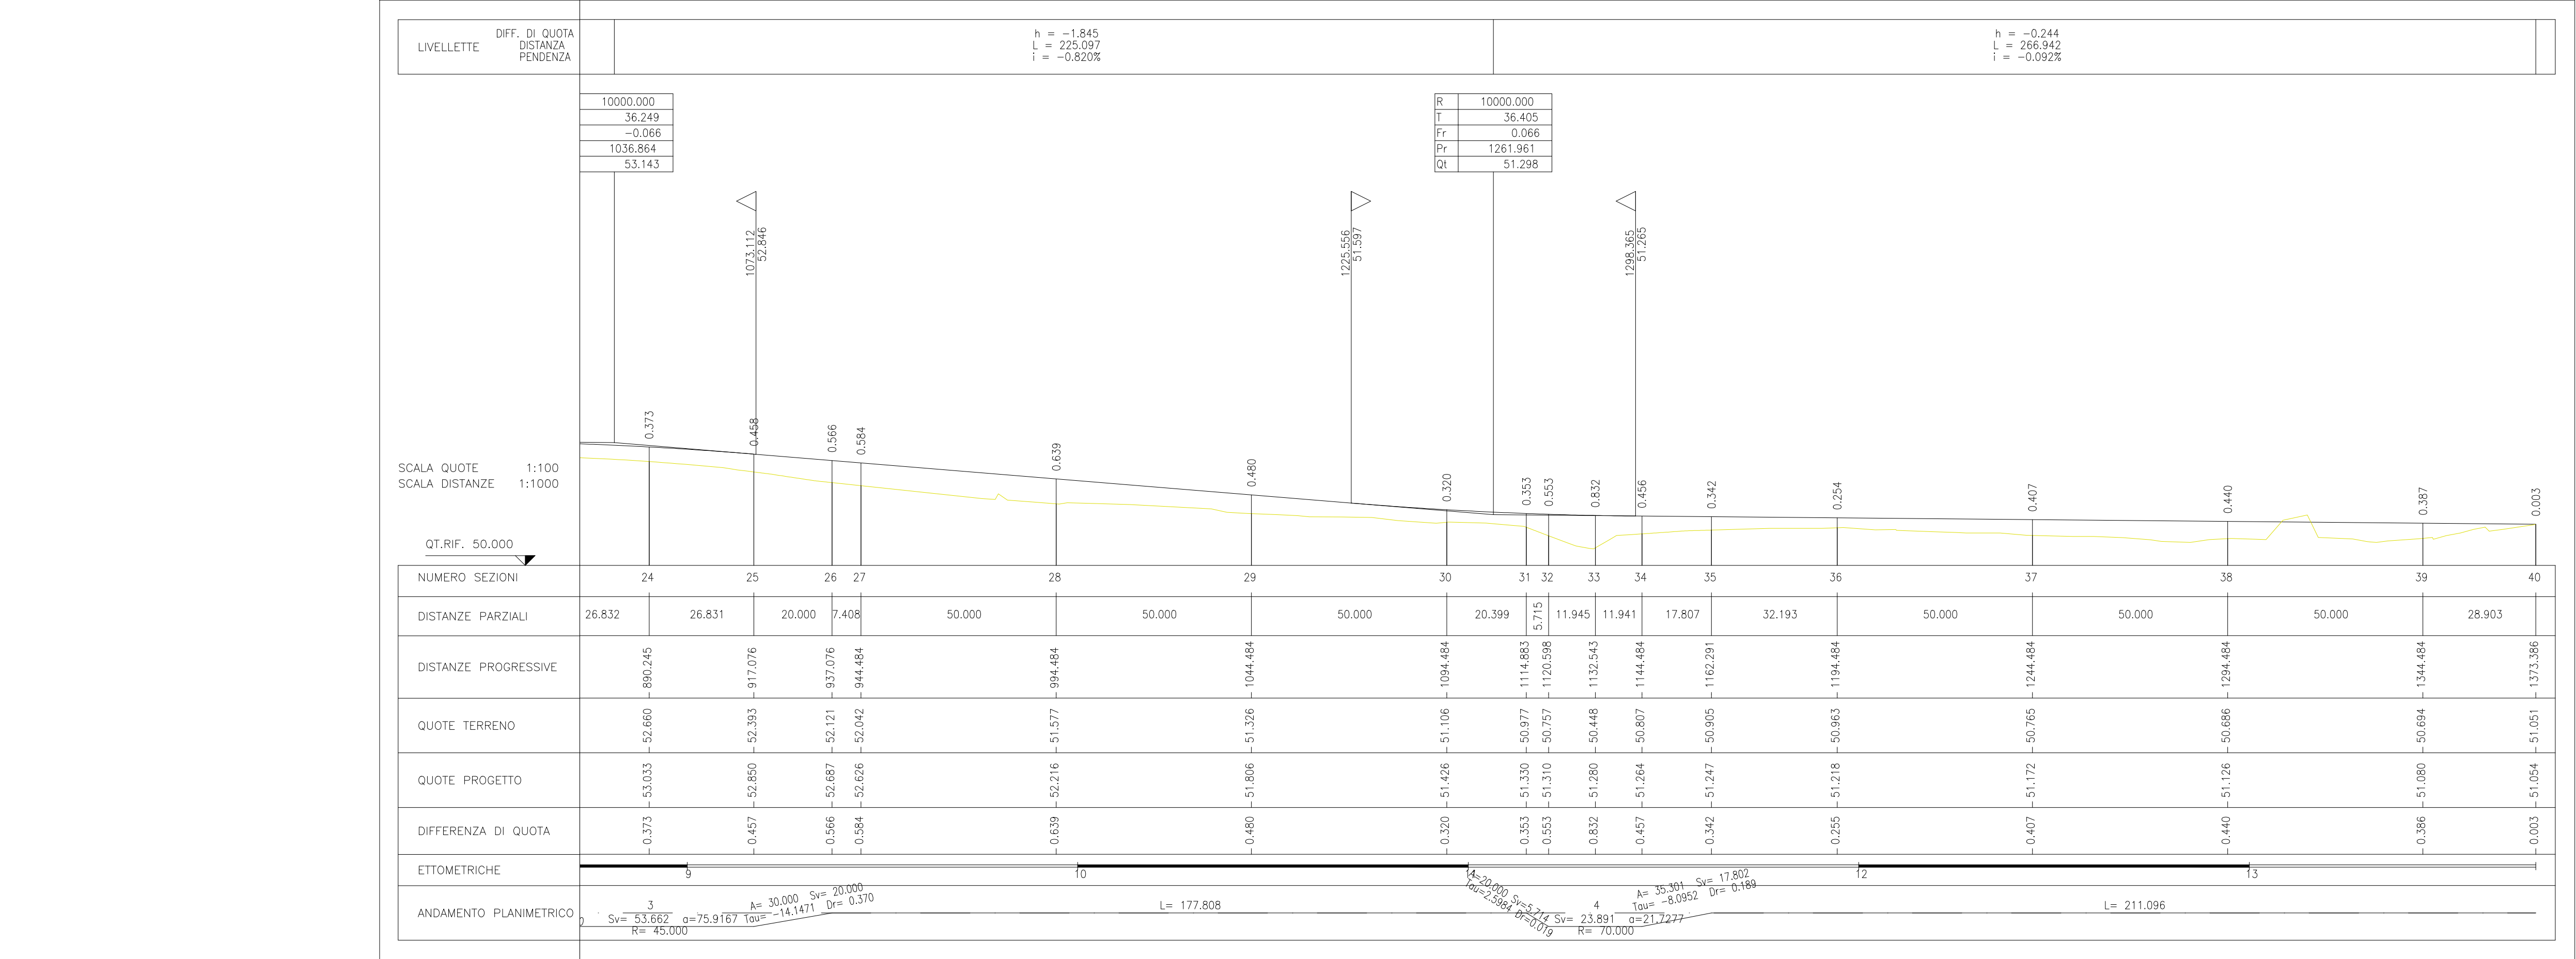 LIVELLETTE
DIFF. DI QUOTA
DISTANZA
PENDENZA
h = -1.845
L = 225.097
i = -0.820%
h = -0.244
L = 266.942
i = -0.092%
10000.000
36.249
-0.066
1036.864
53.143
R 10000.000
T 36.405
Fr 0.066
Pr 1261.961
Qt 51.298
1073.112
52.846
1225.556
51.597
1298.365
51.265
0.373 0.458 0.566 0.584 0.639 0.480 0.320 0.353 0.553 0.832 0.456 0.342 0.254 0.407 0.440 0.387 0.003
SCALA QUOTE 1:100
SCALA DISTANZE 1:1000
QT.RIF. 50.000
NUMERO SEZIONI 24 25 26 27 28 29 30 31 32 33 34 35 36 37 38 39 40
DISTANZE PARZIALI 26.832 26.831 20.000 7.408 50.000 50.000 50.000 20.399 5.715 11.945 11.941 17.807 32.193 50.000 50.000 50.000 28.903
DISTANZE PROGRESSIVE 890.245 917.076 937.076 944.484 994.484 1044.484 1094.484 1114.883 1120.598 1132.543 1144.484 1162.291 1194.484 1244.484 1294.484 1344.484 1373.386
QUOTE TERRENO 52.660 52.393 52.121 52.042 51.577 51.326 51.106 50.977 50.757 50.448 50.807 50.905 50.963 50.765 50.686 50.694 51.051
QUOTE PROGETTO 53.033 52.850 52.687 52.626 52.216 51.806 51.426 51.330 51.310 51.280 51.264 51.247 51.218 51.172 51.126 51.080 51.054
DIFFERENZA DI QUOTA 0.373 0.457 0.566 0.584 0.639 0.480 0.320 0.353 0.553 0.832 0.457 0.342 0.255 0.407 0.440 0.386 0.003
ETTOMETRICHE 9 10 11 12 13
ANDAMENTO PLANIMETRICO
3
Sv= 53.662 a=75.9167
R= 45.000
A= 30.000 Sv= 20.000
Tau= -14.1471 Dr= 0.370
L= 177.808
A=20.000 Sv=5.714
Tau=2.5984 Dr=0.019
4
Sv= 23.891 a=21.7277
R= 70.000
A= 35.301 Sv= 17.802
Tau= -8.0952 Dr= 0.189
L= 211.096